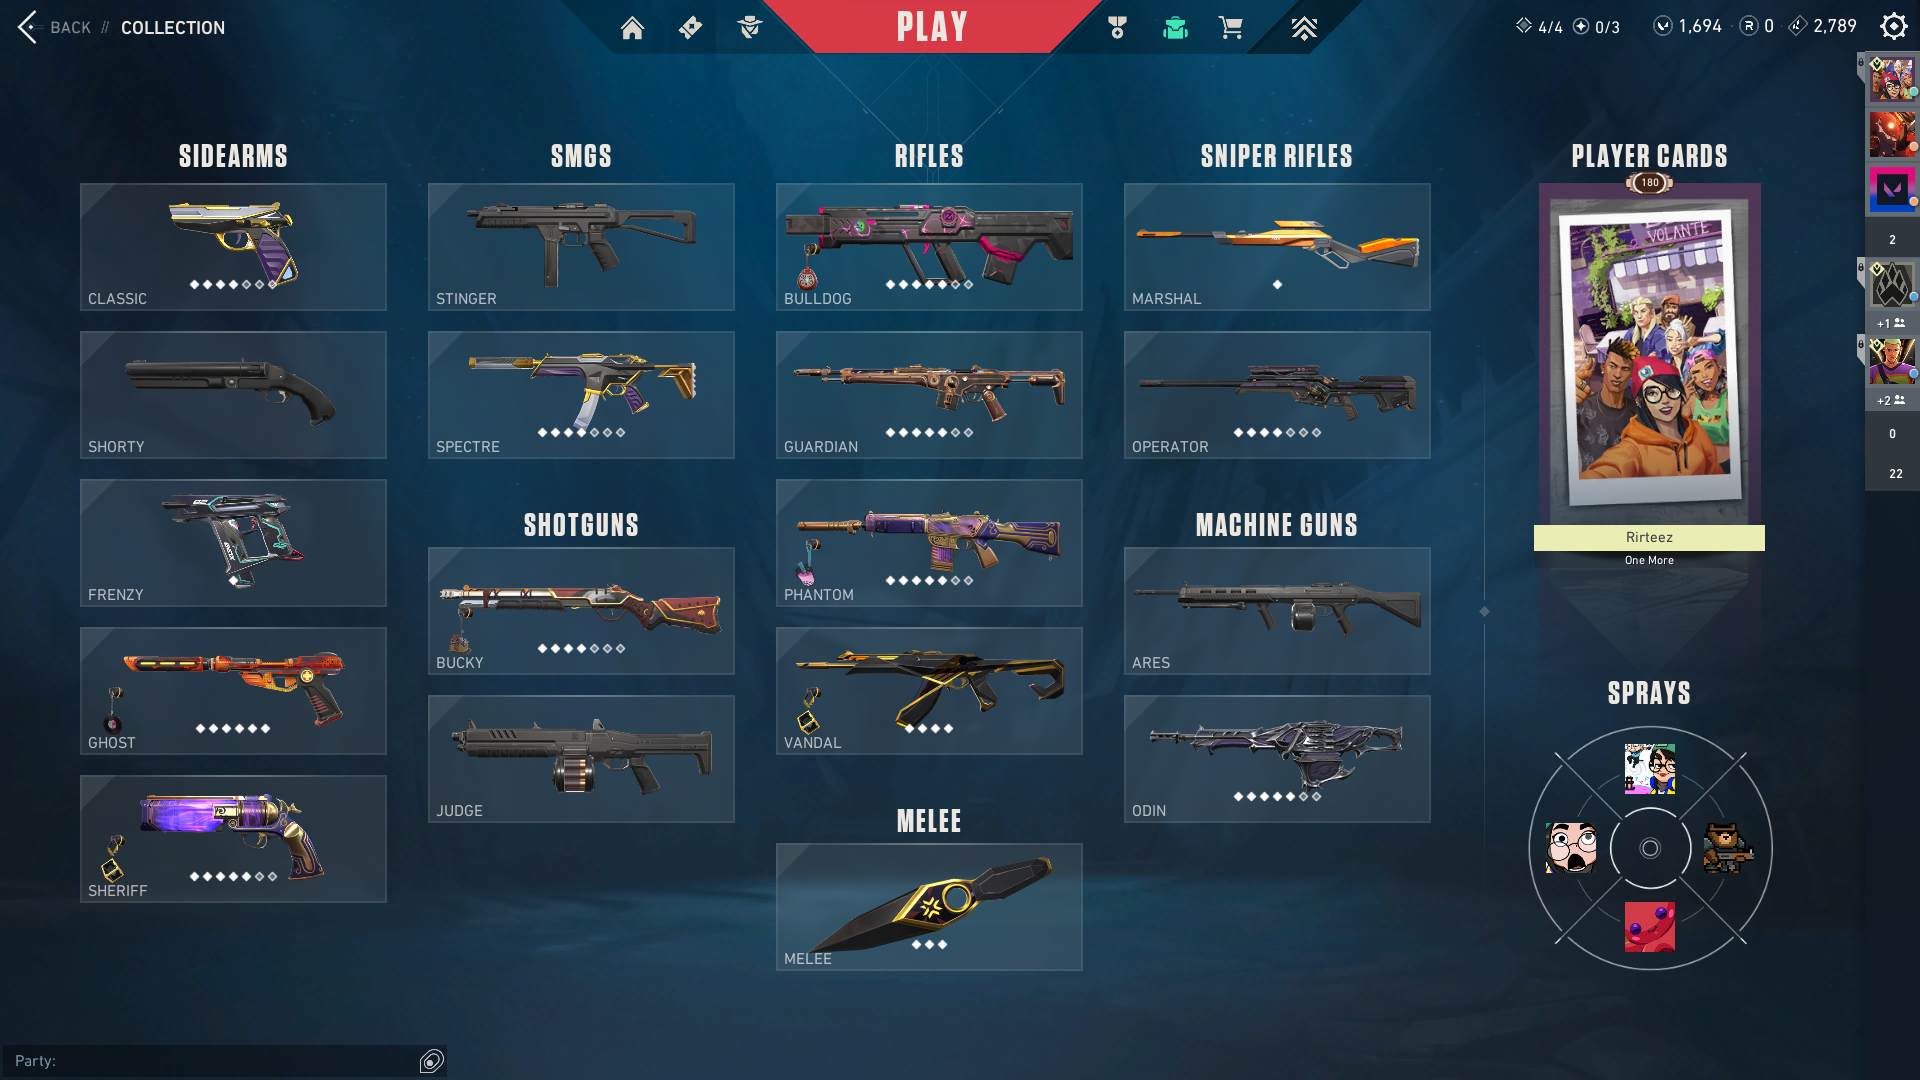 BACK // COLLECTION
PLAY
4/4 0/3 1,694 0 2,789
SIDEARMS
CLASSIC
SHORTY
FRENZY
GHOST
SHERIFF
SMGS
STINGER
SPECTRE
SHOTGUNS
BUCKY
JUDGE
RIFLES
BULLDOG
GUARDIAN
PHANTOM
VANDAL
MELEE
MELEE
SNIPER RIFLES
MARSHAL
OPERATOR
MACHINE GUNS
ARES
ODIN
PLAYER CARDS
180
VOLANTE
Rirteez
One More
SPRAYS
2
+1
+2
0
22
Party: